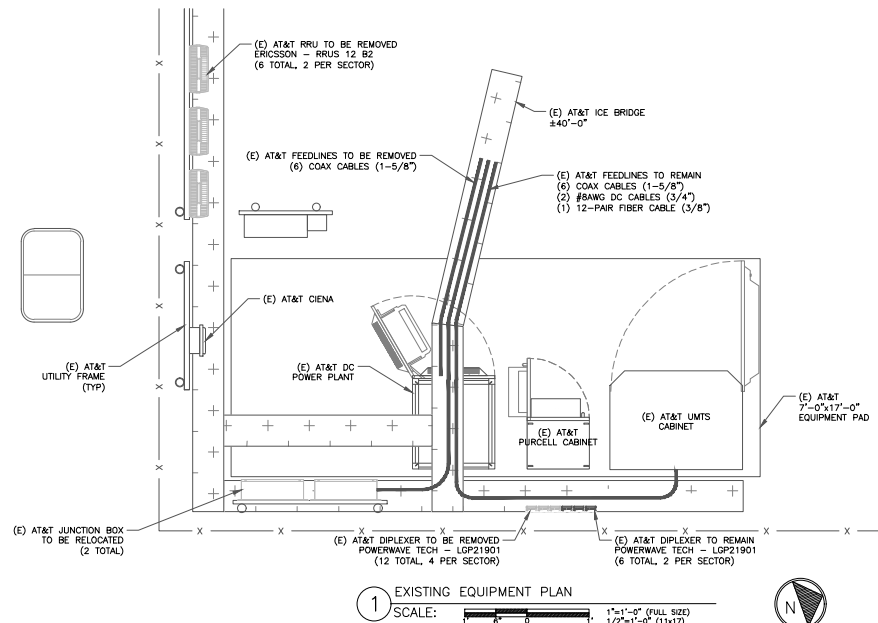 (E) AT&T RRU TO BE REMOVED
ERICSSON – RRUS 12 B2
(6 TOTAL, 2 PER SECTOR)
(E) AT&T ICE BRIDGE
±40'-0"
(E) AT&T FEEDLINES TO BE REMOVED
(6) COAX CABLES (1-5/8")
(E) AT&T FEEDLINES TO REMAIN
(6) COAX CABLES (1-5/8")
(2) #8AWG DC CABLES (3/4")
(1) 12-PAIR FIBER CABLE (3/8")
(E) AT&T CIENA
(E) AT&T
UTILITY FRAME
(TYP)
(E) AT&T DC
POWER PLANT
(E) AT&T
PURCELL CABINET
(E) AT&T UMTS
CABINET
(E) AT&T
7'-0"x17'-0"
EQUIPMENT PAD
(E) AT&T JUNCTION BOX
TO BE RELOCATED
(2 TOTAL)
(E) AT&T DIPLEXER TO BE REMOVED
POWERWAVE TECH – LGP21901
(12 TOTAL, 4 PER SECTOR)
(E) AT&T DIPLEXER TO REMAIN
POWERWAVE TECH – LGP21901
(6 TOTAL, 2 PER SECTOR)
1 EXISTING EQUIPMENT PLAN
SCALE:
1"=1'-0" (FULL SIZE)
1/2"=1'-0" (11x17)
1' 6" 0 1'
N